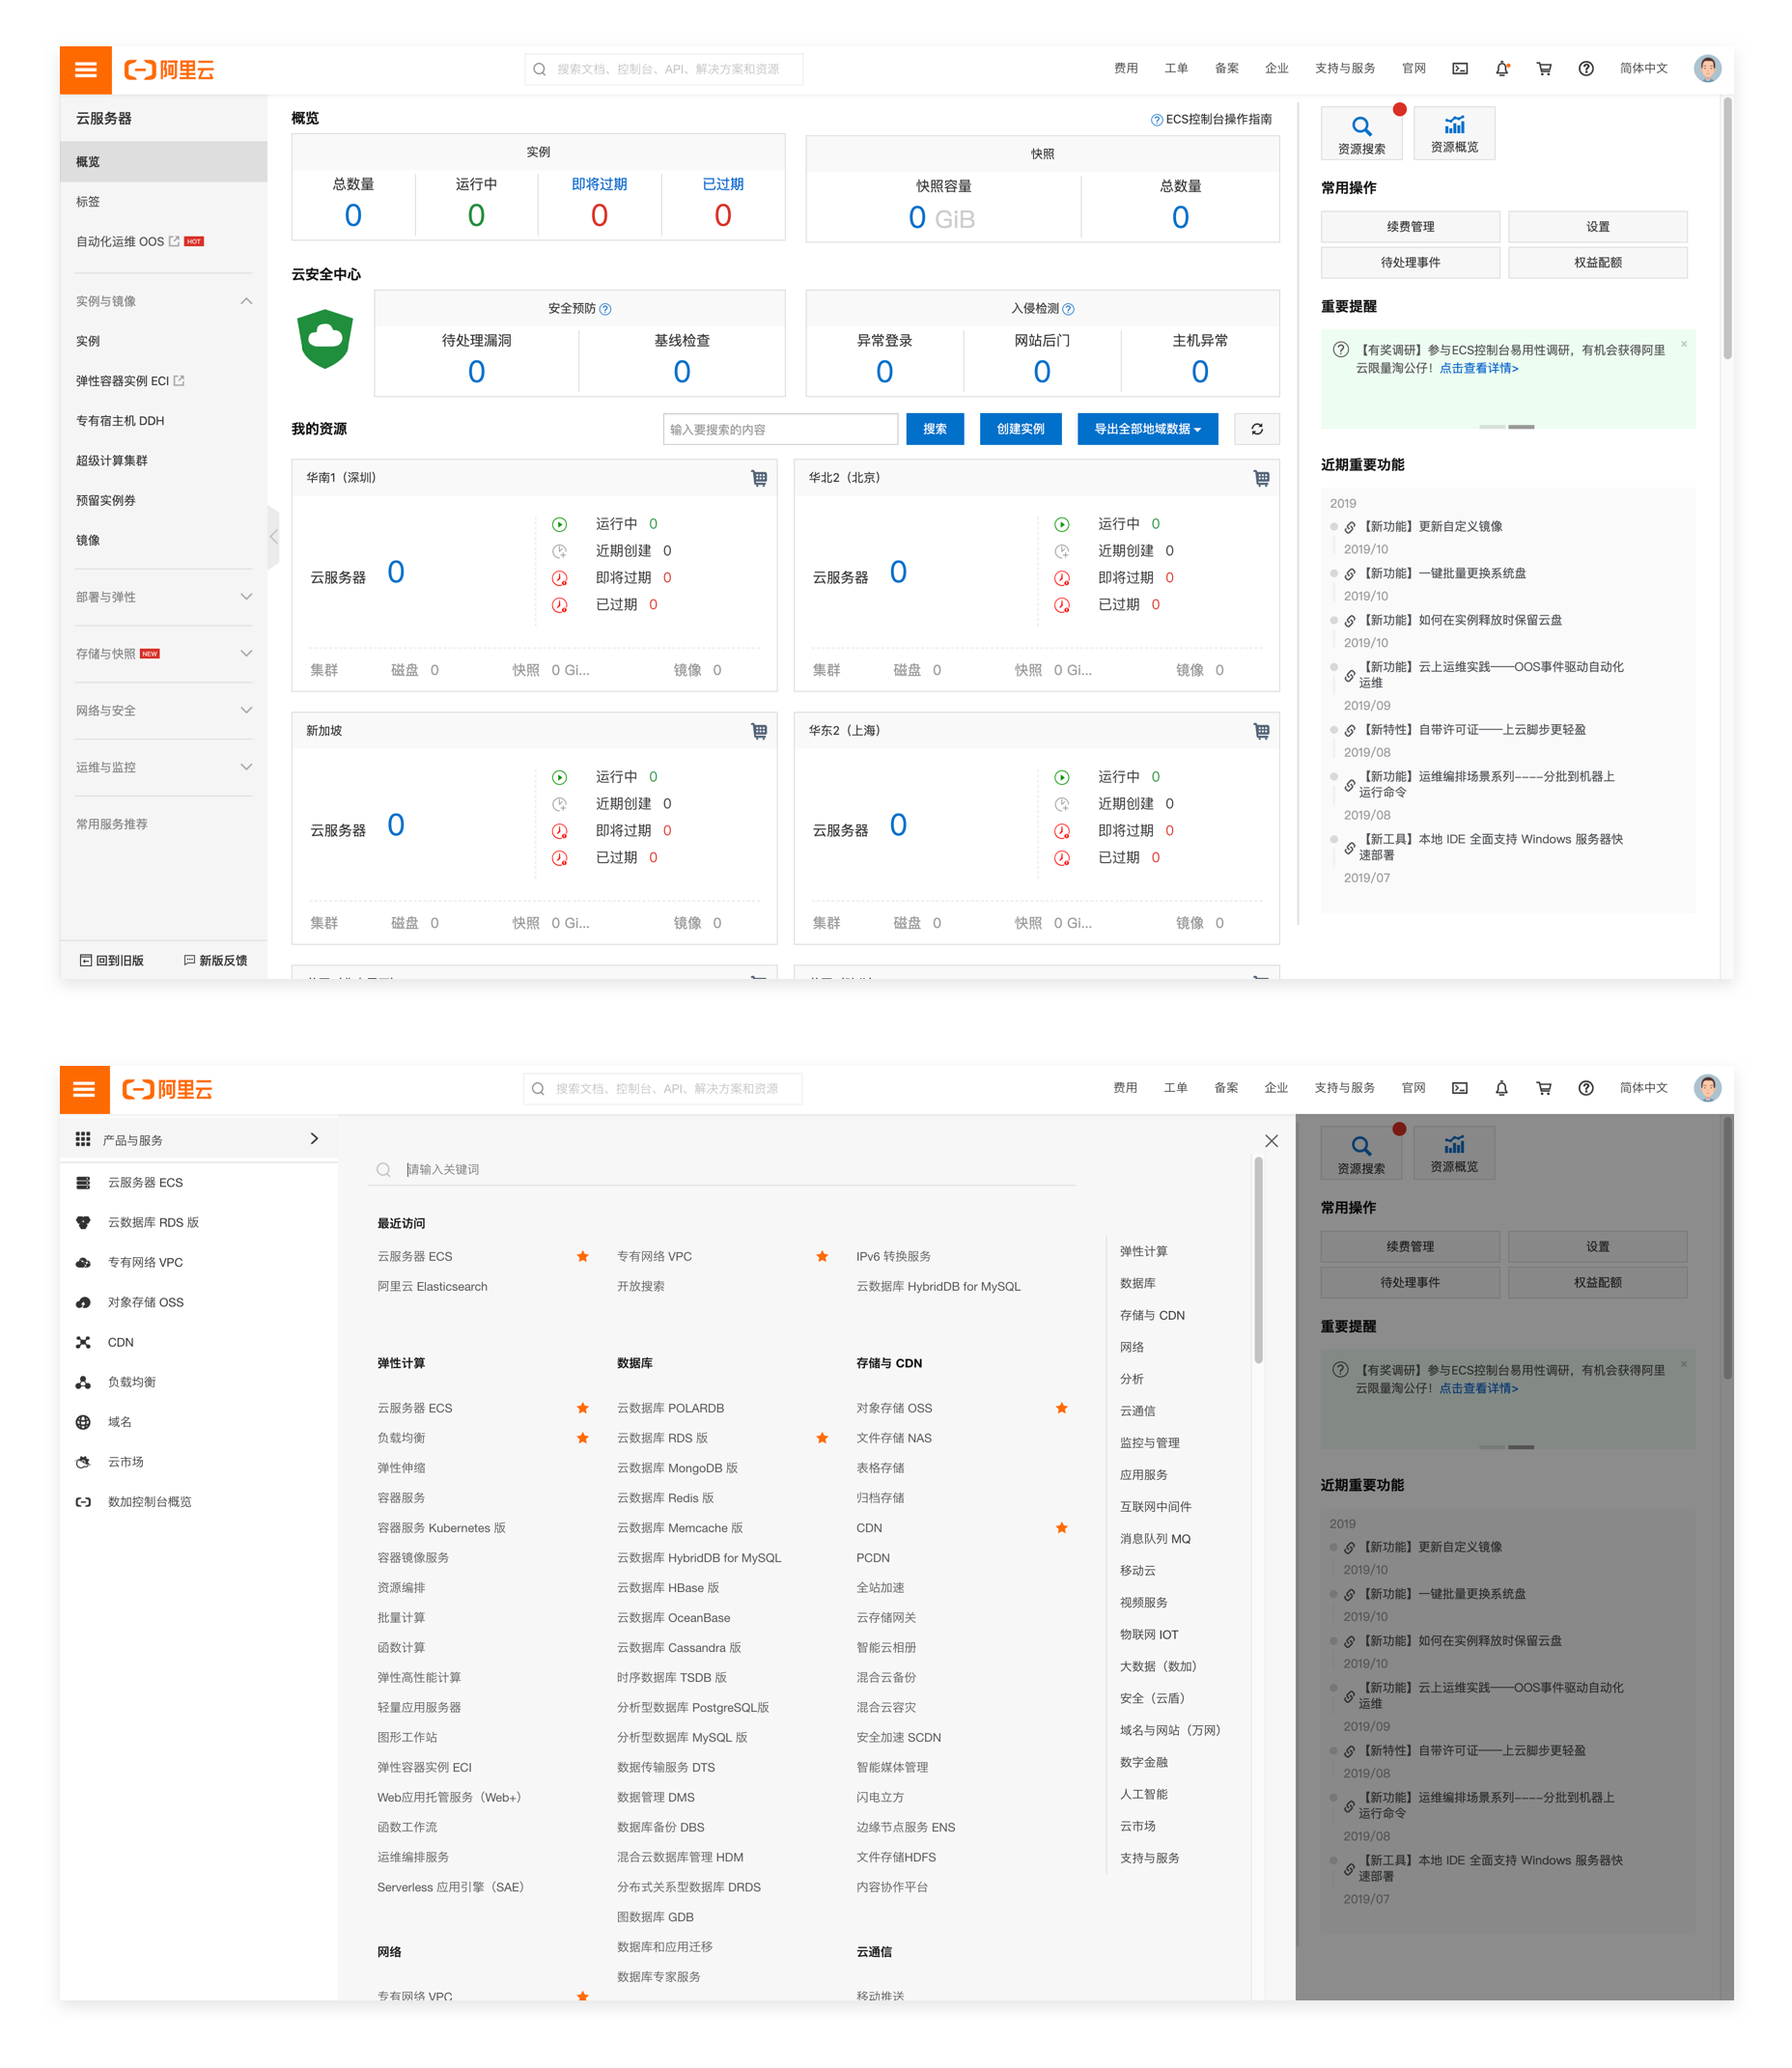 阿里云
搜索文档、控制台、API、解决方案和资源
费用 工单 备案 企业 支持与服务 官网 简体中文
云服务器
概览
标签
自动化运维 OOS HOT
实例与镜像
实例
弹性容器实例 ECI
专有宿主机 DDH
超级计算集群
预留实例券
镜像
部署与弹性
存储与快照 NEW
网络与安全
运维与监控
常用服务推荐
回到旧版 新版反馈
概览
ECS控制台操作指南
实例
总数量 运行中 即将过期 已过期
0 0 0 0
快照
快照容量 总数量
0 GiB 0
云安全中心
安全预防
待处理漏洞 基线检查
0 0
入侵检测
异常登录 网站后门 主机异常
0 0 0
我的资源
输入要搜索的内容
搜索
创建实例
导出全部地域数据
华南1（深圳）
云服务器 0
运行中 0
近期创建 0
即将过期 0
已过期 0
集群 磁盘 0 快照 0 Gi... 镜像 0
华北2（北京）
云服务器 0
运行中 0
近期创建 0
即将过期 0
已过期 0
集群 磁盘 0 快照 0 Gi... 镜像 0
新加坡
云服务器 0
运行中 0
近期创建 0
即将过期 0
已过期 0
集群 磁盘 0 快照 0 Gi... 镜像 0
华东2（上海）
云服务器 0
运行中 0
近期创建 0
即将过期 0
已过期 0
集群 磁盘 0 快照 0 Gi... 镜像 0
资源搜索 资源概览
常用操作
续费管理 设置
待处理事件 权益配额
重要提醒
【有奖调研】参与ECS控制台易用性调研，有机会获得阿里
云限量淘公仔！点击查看详情>
×
近期重要功能
2019
【新功能】更新自定义镜像
2019/10
【新功能】一键批量更换系统盘
2019/10
【新功能】如何在实例释放时保留云盘
2019/10
【新功能】云上运维实践——OOS事件驱动自动化
运维
2019/09
【新特性】自带许可证——上云脚步更轻盈
2019/08
【新功能】运维编排场景系列----分批到机器上
运行命令
2019/08
【新工具】本地 IDE 全面支持 Windows 服务器快
速部署
2019/07
阿里云
搜索文档、控制台、API、解决方案和资源
费用 工单 备案 企业 支持与服务 官网 简体中文
产品与服务
云服务器 ECS
云数据库 RDS 版
专有网络 VPC
对象存储 OSS
CDN
负载均衡
域名
云市场
数加控制台概览
请输入关键词
最近访问
云服务器 ECS 专有网络 VPC IPv6 转换服务
阿里云 Elasticsearch 开放搜索 云数据库 HybridDB for MySQL
弹性计算
云服务器 ECS
负载均衡
弹性伸缩
容器服务
容器服务 Kubernetes 版
容器镜像服务
资源编排
批量计算
函数计算
弹性高性能计算
轻量应用服务器
图形工作站
弹性容器实例 ECI
Web应用托管服务（Web+）
函数工作流
运维编排服务
Serverless 应用引擎（SAE）
网络
专有网络 VPC
数据库
云数据库 POLARDB
云数据库 RDS 版
云数据库 MongoDB 版
云数据库 Redis 版
云数据库 Memcache 版
云数据库 HybridDB for MySQL
云数据库 HBase 版
云数据库 OceanBase
云数据库 Cassandra 版
时序数据库 TSDB 版
分析型数据库 PostgreSQL版
分析型数据库 MySQL 版
数据传输服务 DTS
数据管理 DMS
数据库备份 DBS
混合云数据库管理 HDM
分布式关系型数据库 DRDS
图数据库 GDB
数据库和应用迁移
数据库专家服务
存储与 CDN
对象存储 OSS
文件存储 NAS
表格存储
归档存储
CDN
PCDN
全站加速
云存储网关
智能云相册
混合云备份
混合云容灾
安全加速 SCDN
智能媒体管理
闪电立方
边缘节点服务 ENS
文件存储HDFS
内容协作平台
云通信
移动推送
弹性计算
数据库
存储与 CDN
网络
分析
云通信
监控与管理
应用服务
互联网中间件
消息队列 MQ
移动云
视频服务
物联网 IOT
大数据（数加）
安全（云盾）
域名与网站（万网）
数字金融
人工智能
云市场
支持与服务
资源搜索 资源概览
常用操作
续费管理 设置
待处理事件 权益配额
重要提醒
【有奖调研】参与ECS控制台易用性调研，有机会获得阿里
云限量淘公仔！点击查看详情>
×
近期重要功能
2019
【新功能】更新自定义镜像
2019/10
【新功能】一键批量更换系统盘
2019/10
【新功能】如何在实例释放时保留云盘
2019/10
【新功能】云上运维实践——OOS事件驱动自动化
运维
2019/09
【新特性】自带许可证——上云脚步更轻盈
2019/08
【新功能】运维编排场景系列----分批到机器上
运行命令
2019/08
【新工具】本地 IDE 全面支持 Windows 服务器快
速部署
2019/07